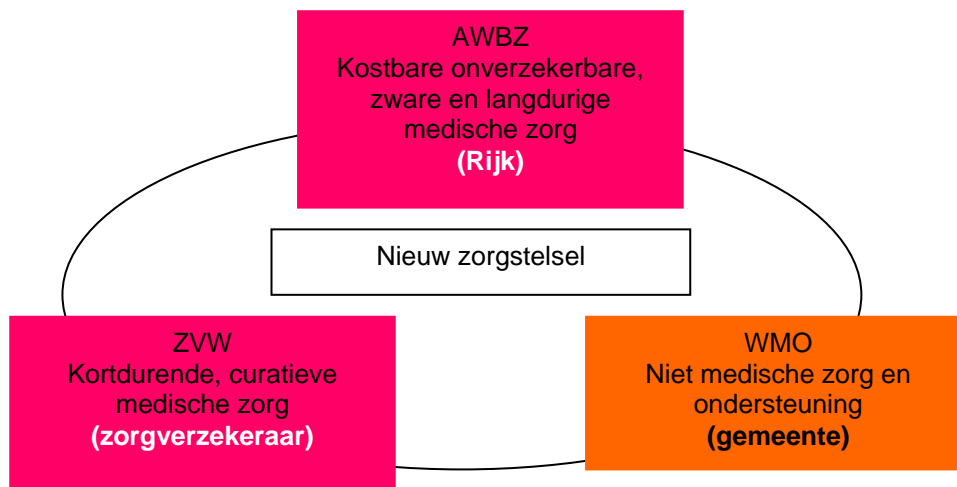 AWBZ
Kostbare onverzekerbare,
zware en langdurige
medische zorg
(Rijk)
Nieuw zorgstelsel
ZVW
Kortdurende, curatieve
medische zorg
(zorgverzekeraar)
WMO
Niet medische zorg en
ondersteuning
(gemeente)